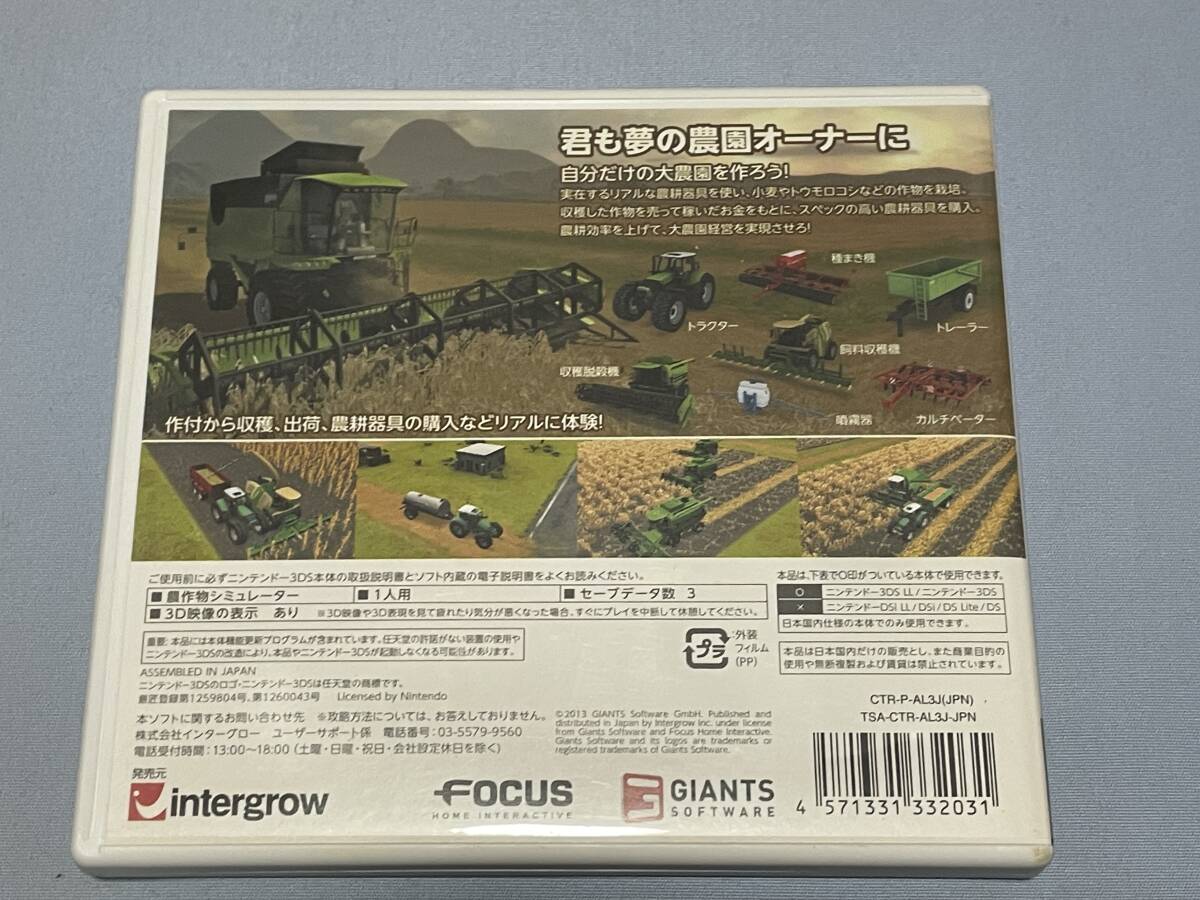 君も夢の農園オーナーに
自分だけの大農園を作ろう!
実在するリアルな農耕器具を使い、小麦やトウモロコシなどの作物を栽培。
収穫した作物を売って稼いだお金をもとに、スペックの高い農耕器具を購入。
農耕効率を上げて、大農園経営を実現させろ!
種まき機
トラクター
トレーラー
飼料収穫機
収穫脱穀機
噴霧器
カルチベーター
作付から収穫、出荷、農耕器具の購入などリアルに体験!
ご使用前に必ずニンテンドー3DS本体の取扱説明書とソフト内蔵の電子説明書をよくお読みください。
■ 農作物シミュレーター
■ 1人用
■ セーブデータ数 3
■ 3D映像の表示 あり
※3D映像や3D表現を見て疲れたり気分が悪くなった場合、すぐにプレイを中断して休憩してください。
本品は、下表で○印がついている本体で使用できます。
○ ニンテンドー3DS LL / ニンテンドー3DS
× ニンテンドーDSi LL / DSi / DS Lite / DS
日本国内仕様の本体でのみ使用できます。
重要: 本品には本体機能更新プログラムが含まれています。任天堂の許諾がない装置の使用や
ニンテンドー3DSの改造により、本品やニンテンドー3DSが起動しなくなる可能性があります。
プラ
:外装
フィルム
(PP)
本品は日本国内だけの販売とし、また商業目的の
使用や無断複製および賃貸は禁止されています。
ASSEMBLED IN JAPAN
ニンテンドー3DSのロゴ・ニンテンドー3DSは任天堂の商標です。
意匠登録第1259804号、第1260043号 Licensed by Nintendo
CTR-P-AL3J(JPN)
TSA-CTR-AL3J-JPN
本ソフトに関するお問い合わせ先 ※攻略方法については、お答えしておりません。
株式会社インターグロー ユーザーサポート係 電話番号:03-5579-9560
電話受付時間:13:00~18:00 (土曜・日曜・祝日・会社設定休日を除く)
©2013 GIANTS Software GmbH. Published and
distributed in Japan by Intergrow Inc. under license
from Giants Software and Focus Home Interactive.
Giants Software and its logos are trademarks or
registered trademarks of Giants Software.
発売元
intergrow
FOCUS
HOME INTERACTIVE
GIANTS
SOFTWARE
4 571331 332031